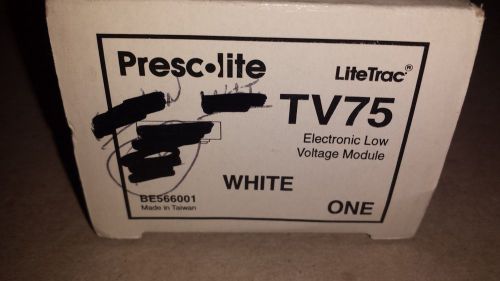 Presc•lite
LiteTrac®
TV75
Electronic Low
Voltage Module
WHITE
BE566001
Made in Taiwan
ONE